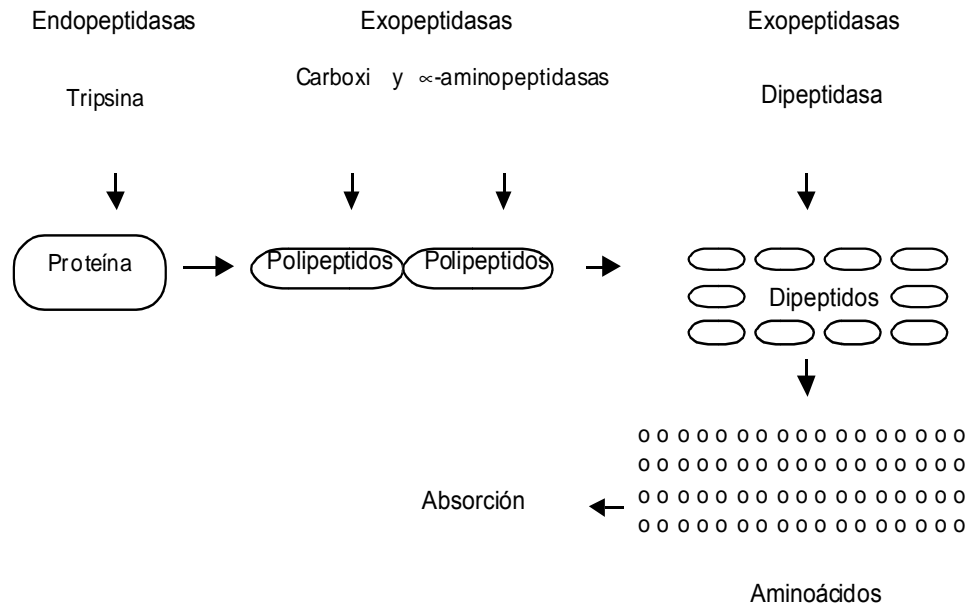 Endopeptidasas Exopeptidasas Exopeptidasas
Carboxi y ∝-aminopeptidasas
Tripsina Dipeptidasa
Proteína Polipeptidos Polipeptidos
Dipeptidos
o o o o o o o o o o o o o o o o o
o o o o o o o o o o o o o o o o o
Absorción o o o o o o o o o o o o o o o o o
o o o o o o o o o o o o o o o o o
Aminoácidos